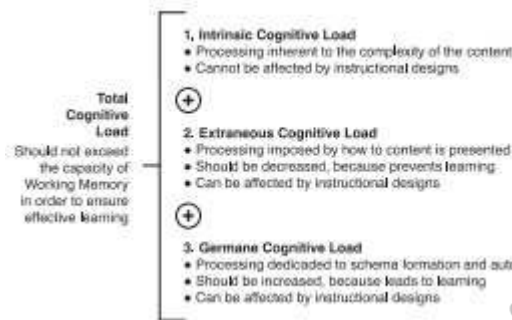 1, Intrinsic Cognitive Load
• Processing inherent to the complexity of the content
• Cannot be affected by instructional designs
Total
Cognitive
Load
Should not exceed
the capacity of
Working Memory
in order to ensure
effective learning
+
2. Extraneous Cognitive Load
• Processing imposed by how to content is presented
• Should be decreased, because prevents learning
• Can be affected by instructional designs
+
3. Germane Cognitive Load
• Processing dedicaded to schema formation and
• Should be increased, because leads to learning
• Can be affected by instructional designs